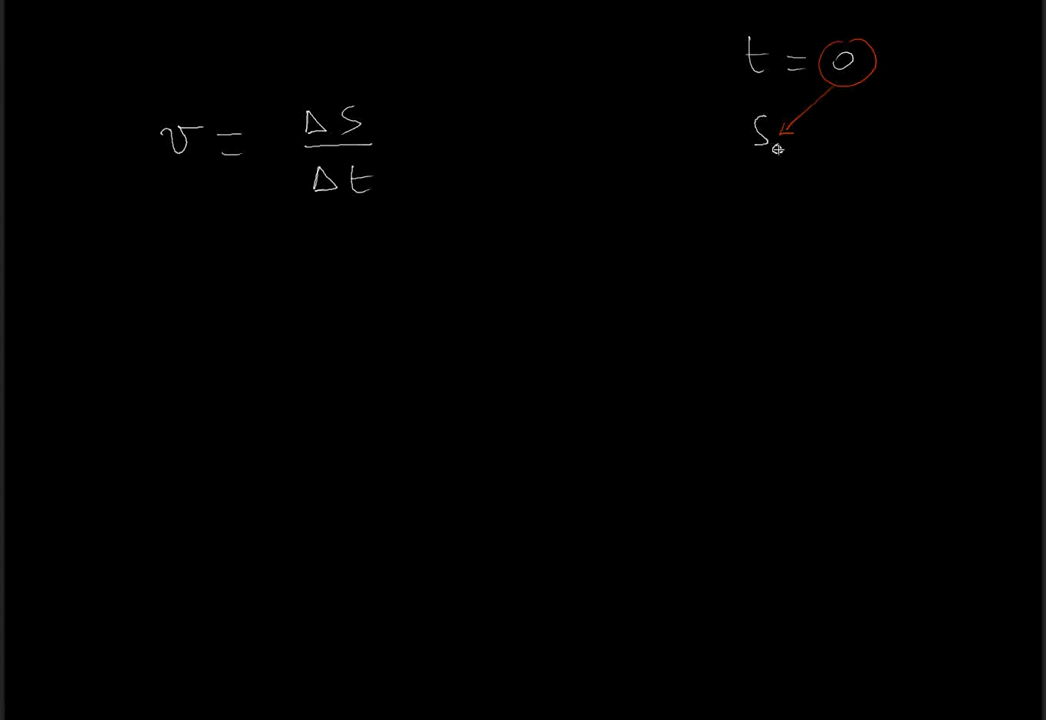 t = 0
v = ΔS / Δt
S